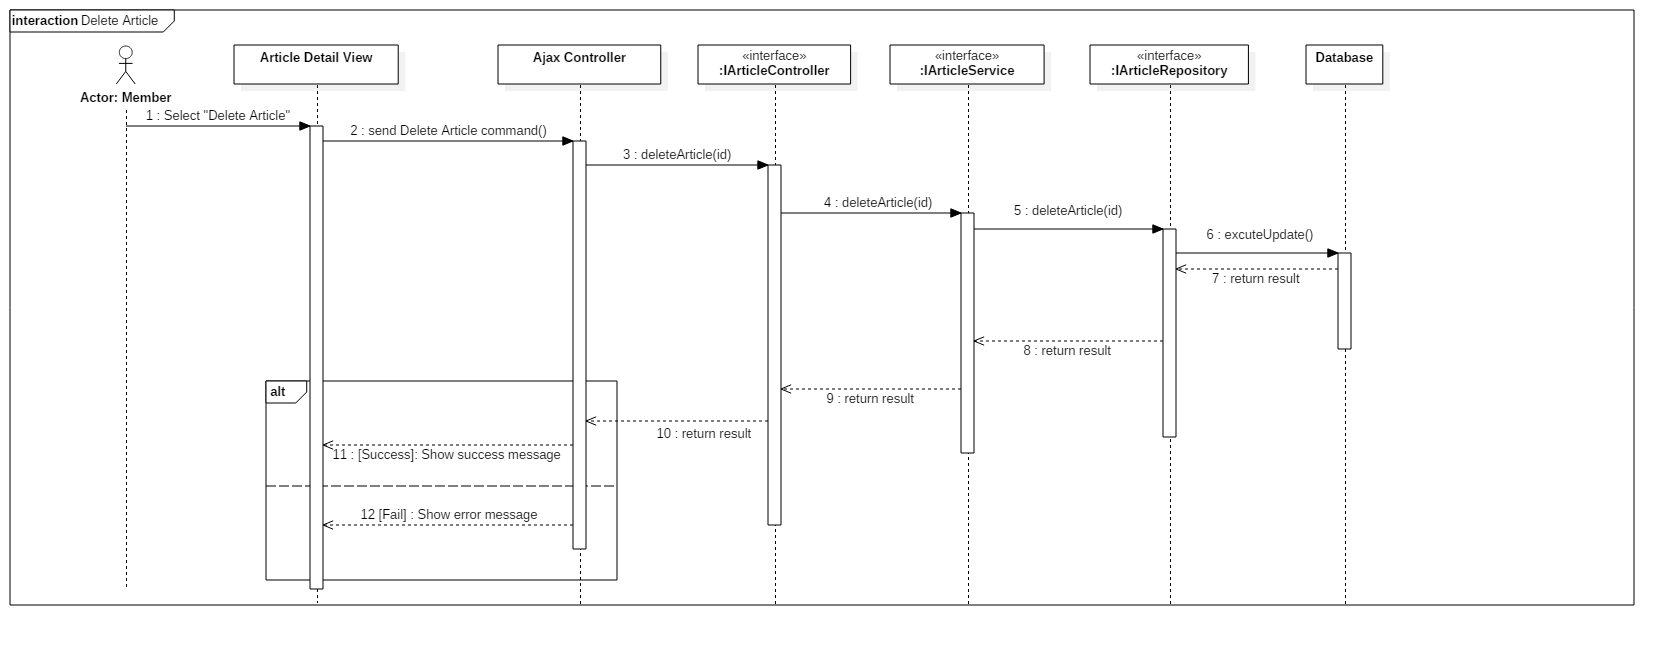 interaction Delete Article
Actor: Member
Article Detail View
Ajax Controller
«interface»
:IArticleController
«interface»
:IArticleService
«interface»
:IArticleRepository
Database
1 : Select "Delete Article"
2 : send Delete Article command()
3 : deleteArticle(id)
4 : deleteArticle(id)
5 : deleteArticle(id)
6 : excuteUpdate()
7 : return result
8 : return result
alt
9 : return result
10 : return result
11 : [Success]: Show success message
12 [Fail] : Show error message